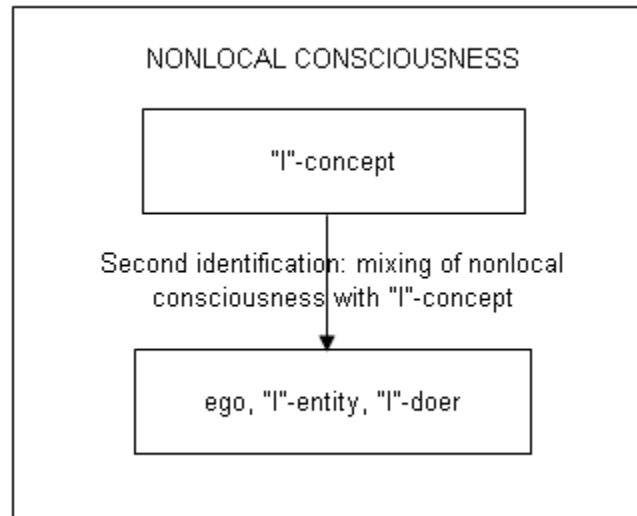 NONLOCAL CONSCIOUSNESS
"I"-concept
Second identification: mixing of nonlocal
consciousness with "I"-concept
ego, "I"-entity, "I"-doer